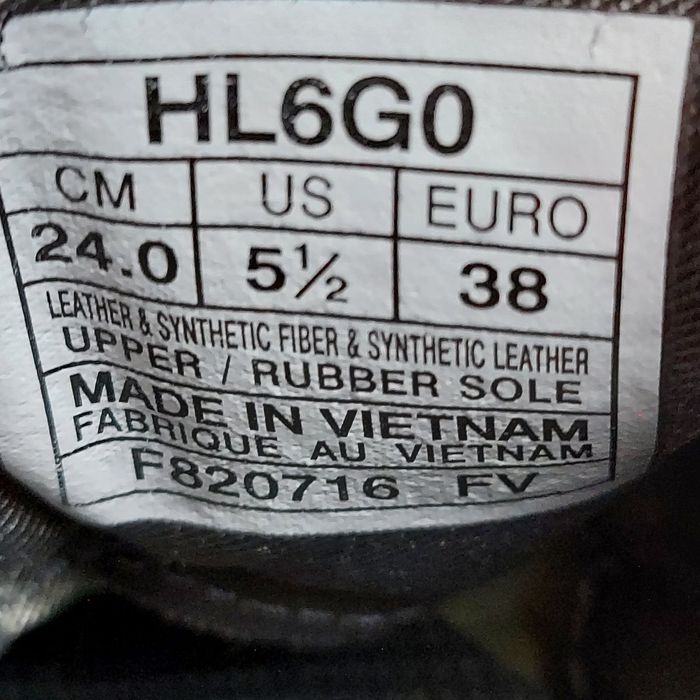 HL6G0
CM US EURO
24.0 5½ 38
LEATHER & SYNTHETIC FIBER & SYNTHETIC LEATHER
UPPER / RUBBER SOLE
MADE IN VIETNAM
FABRIQUE AU VIETNAM
F820716 FV